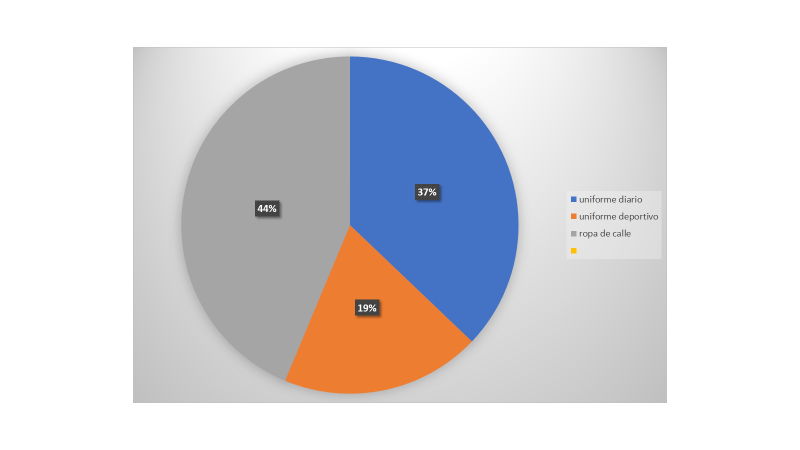 37%
44%
19%
uniforme diario
uniforme deportivo
ropa de calle